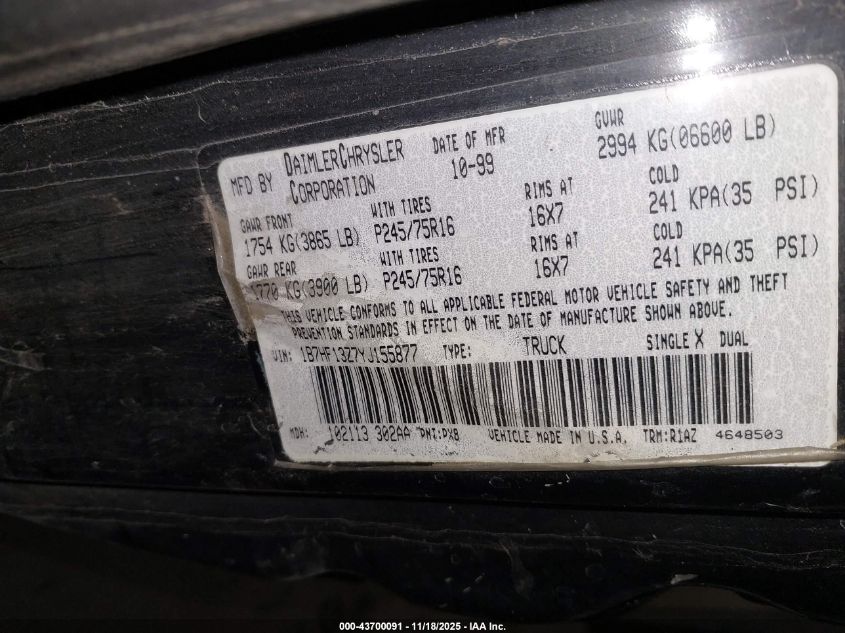 MFD BY DAIMLERCHRYSLER CORPORATION DATE OF MFR 10-99 GVWR 2994 KG(06600 LB)
GAWR FRONT WITH TIRES RIMS AT COLD
1754 KG(3865 LB) P245/75R16 16X7 241 KPA(35 PSI)
GAWR REAR WITH TIRES RIMS AT COLD
1770 KG(3900 LB) P245/75R16 16X7 241 KPA(35 PSI)
THIS VEHICLE CONFORMS TO ALL APPLICABLE FEDERAL MOTOR VEHICLE SAFETY AND THEFT
PREVENTION STANDARDS IN EFFECT ON THE DATE OF MANUFACTURE SHOWN ABOVE.
VIN: 1B7HF13Z7YJ155877 TYPE: TRUCK SINGLE X DUAL
MDH: 102113 302AA PNT:PX8 VEHICLE MADE IN U.S.A. TRM:R1AZ 4648503
000-43700091 - 11/18/2025 - IAA Inc.